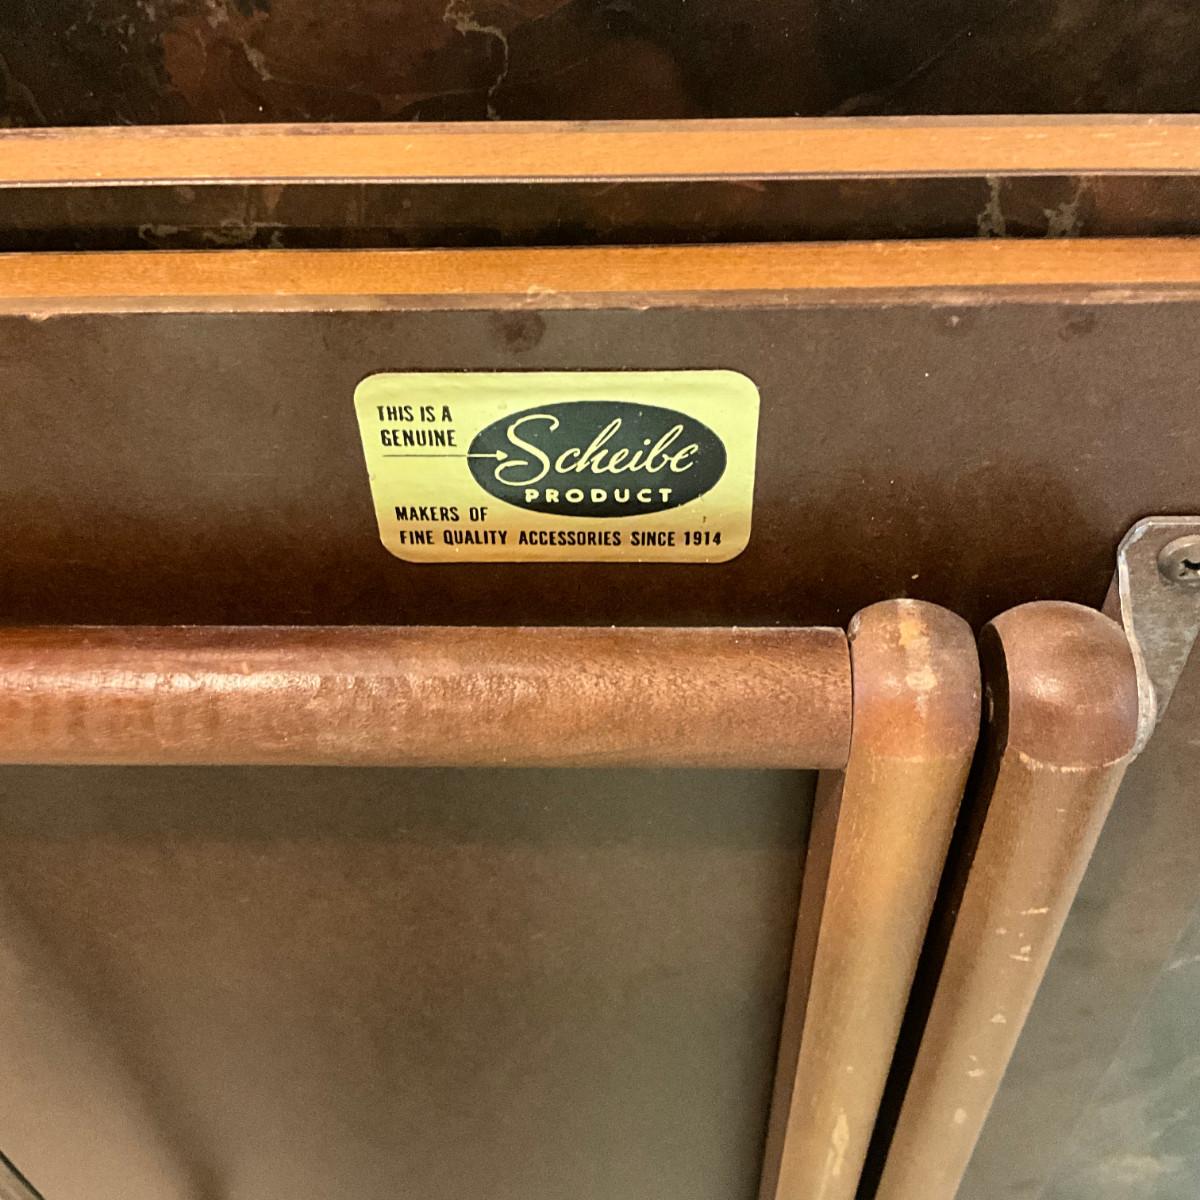 THIS IS A
GENUINE
Scheibe
PRODUCT
MAKERS OF
FINE QUALITY ACCESSORIES SINCE 1914